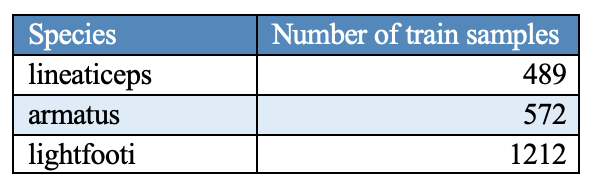 Species Number of train samples
lineaticeps 489
armatus 572
lightfooti 1212